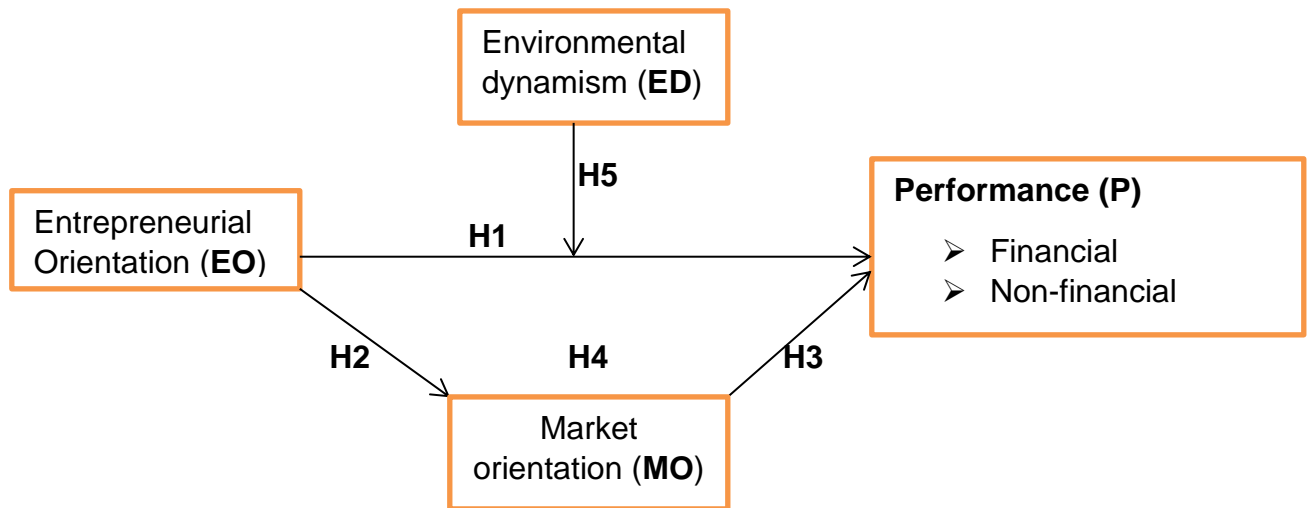 Environmental
dynamism (ED)
H5
Performance (P)
➢ Financial
➢ Non-financial
Entrepreneurial
Orientation (EO)
H1
H2
H4
H3
Market
orientation (MO)